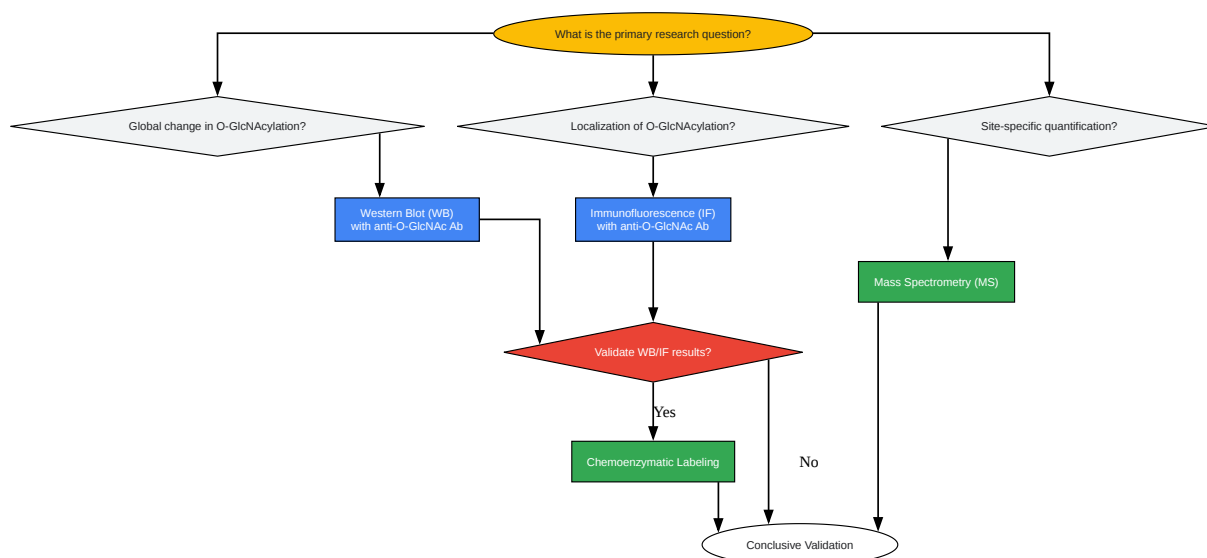 What is the primary research question?
Global change in O-GlcNAcylation?
Localization of O-GlcNAcylation?
Site-specific quantification?
Western Blot (WB)
with anti-O-GlcNAc Ab
Immunofluorescence (IF)
with anti-O-GlcNAc Ab
Mass Spectrometry (MS)
Validate WB/IF results?
Yes
Chemoenzymatic Labeling
No
Conclusive Validation